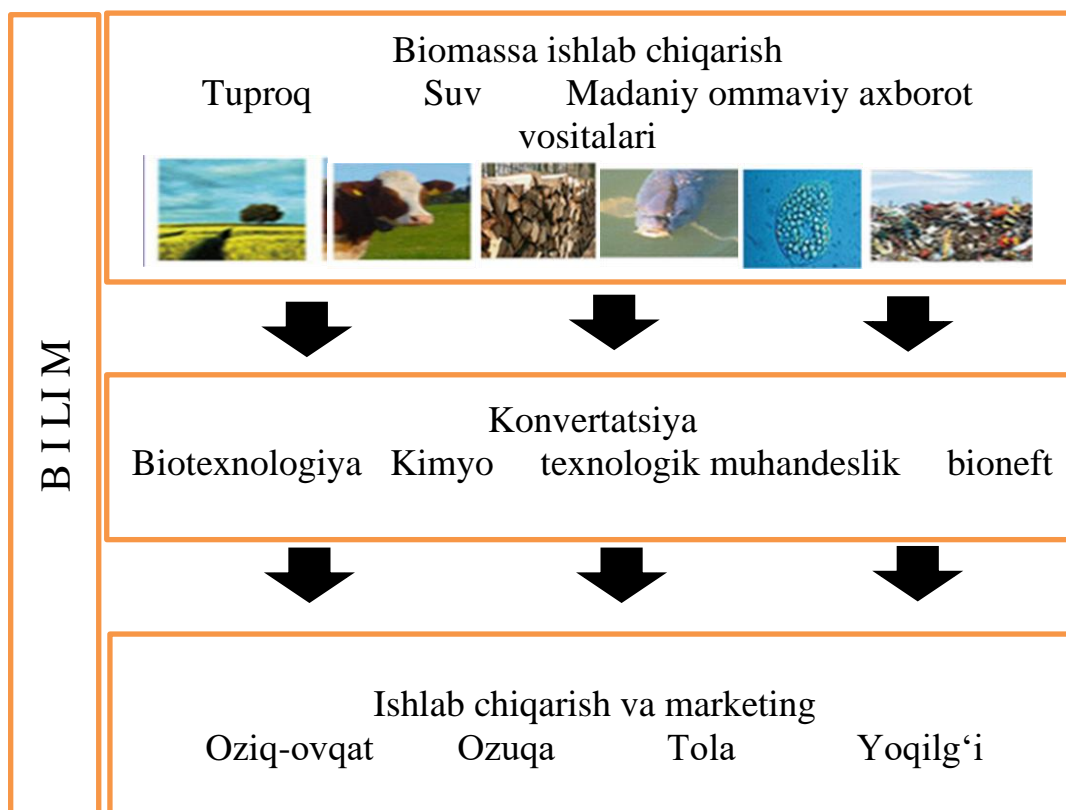 BILIM
Biomassa ishlab chiqarish
Tuproq Suv Madaniy ommaviy axborot
vositalari
Konvertatsiya
Biotexnologiya Kimyo texnologik muhandeslik bioneft
Ishlab chiqarish va marketing
Oziq-ovqat Ozuqa Tola Yoqilg‘i